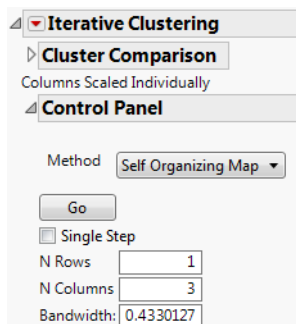 Iterative Clustering
Cluster Comparison
Columns Scaled Individually
Control Panel
Method Self Organizing Map
Go
Single Step
N Rows 1
N Columns 3
Bandwidth: 0.4330127